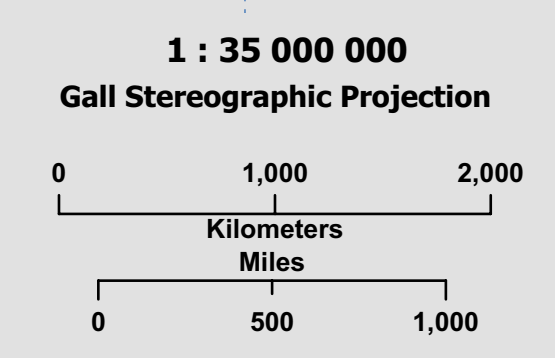 1 : 35 000 000
Gall Stereographic Projection
0 1,000 2,000
Kilometers
Miles
0 500 1,000